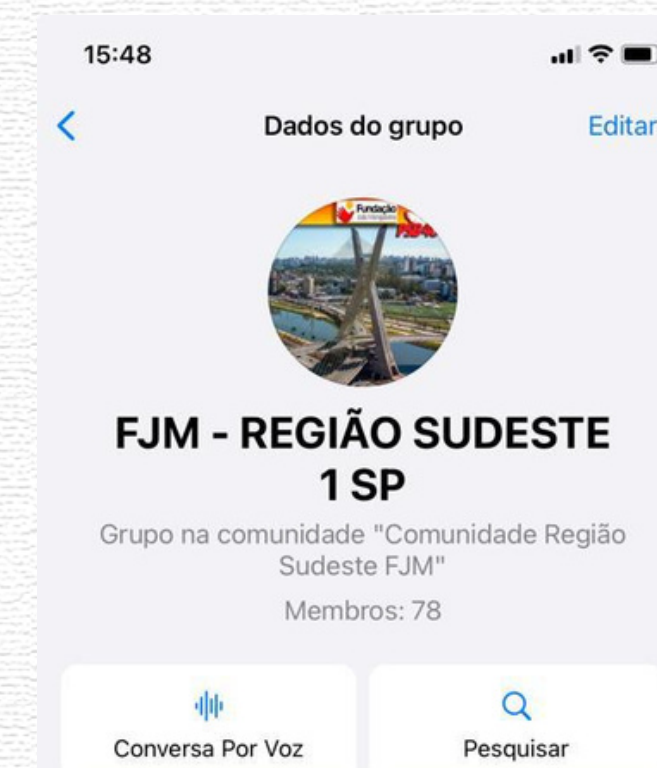 15:48
Dados do grupo
Editar
Fundação
FJM - REGIÃO SUDESTE
1 SP
Grupo na comunidade "Comunidade Região
Sudeste FJM"
Membros: 78
Conversa Por Voz
Pesquisar